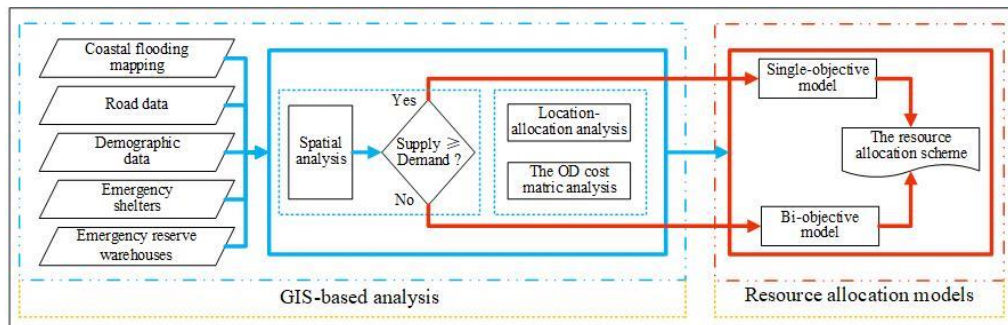 Coastal flooding
mapping
Road data
Demographic
data
Emergency
shelters
Emergency reserve
warehouses
Spatial
analysis
Yes
Supply ≥
Demand ?
No
Location-
allocation analysis
The OD cost
matric analysis
GIS-based analysis
Single-objective
model
The resource
allocation scheme
Bi-objective
model
Resource allocation models